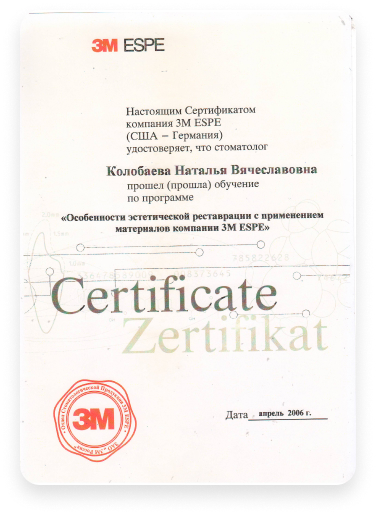 3M ESPE
Настоящим Сертификатом
компания 3M ESPE
(США – Германия)
удостоверяет, что стоматолог
Колобаева Наталья Вячеславовна
прошел (прошла) обучение
по программе
«Особенности эстетической реставрации с применением
материалов компании 3M ESPE»
Certificate
Zertifikat
3M
Дата апрель 2006 г.